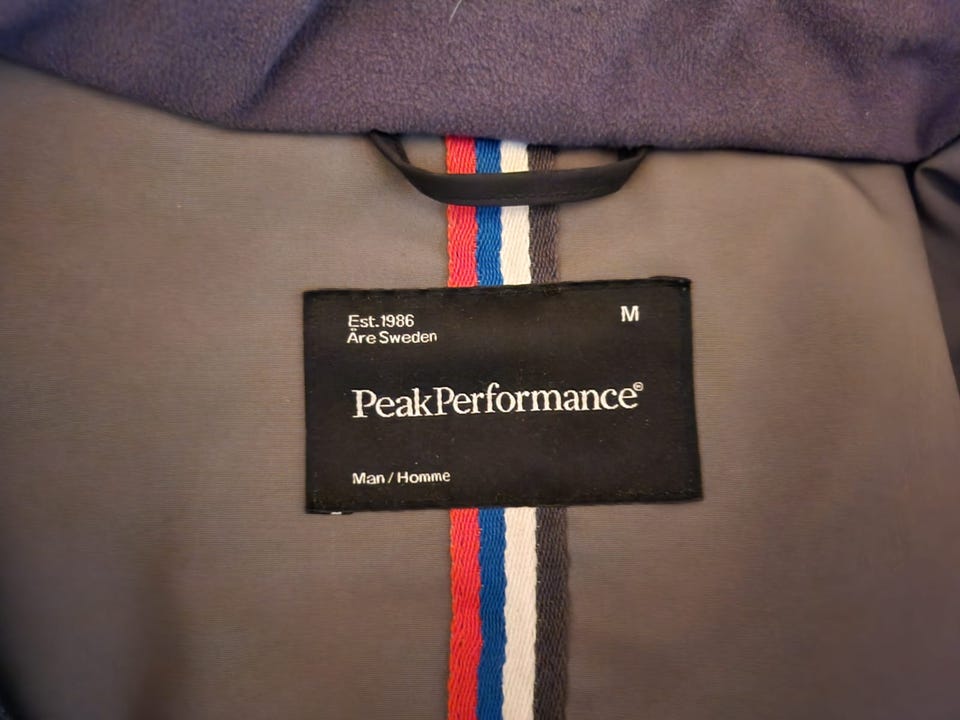 Est.1986
Åre Sweden
M
PeakPerformance®
Man / Homme